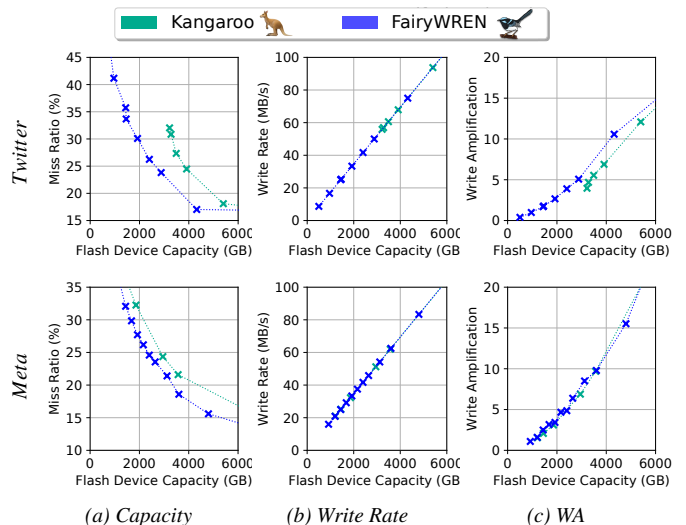 Kangaroo FairyWREN
Twitter
Miss Ratio (%)
45
40
35
30
25
20
15
0 2000 4000 6000
Flash Device Capacity (GB)
Write Rate (MB/s)
100
80
60
40
20
0
0 2000 4000 600
Flash Device Capacity (GB)
Write Amplification
20
15
10
5
0
0 2000 4000 6000
Flash Device Capacity (GB)
Meta
Miss Ratio (%)
35
30
25
20
15
10
0 2000 4000 6000
Flash Device Capacity (GB)
Write Rate (MB/s)
100
80
60
40
20
0
0 2000 4000 600
Flash Device Capacity (GB)
Write Amplification
20
15
10
5
0
0 2000 4000 6000
Flash Device Capacity (GB)
(a) Capacity (b) Write Rate (c) WA